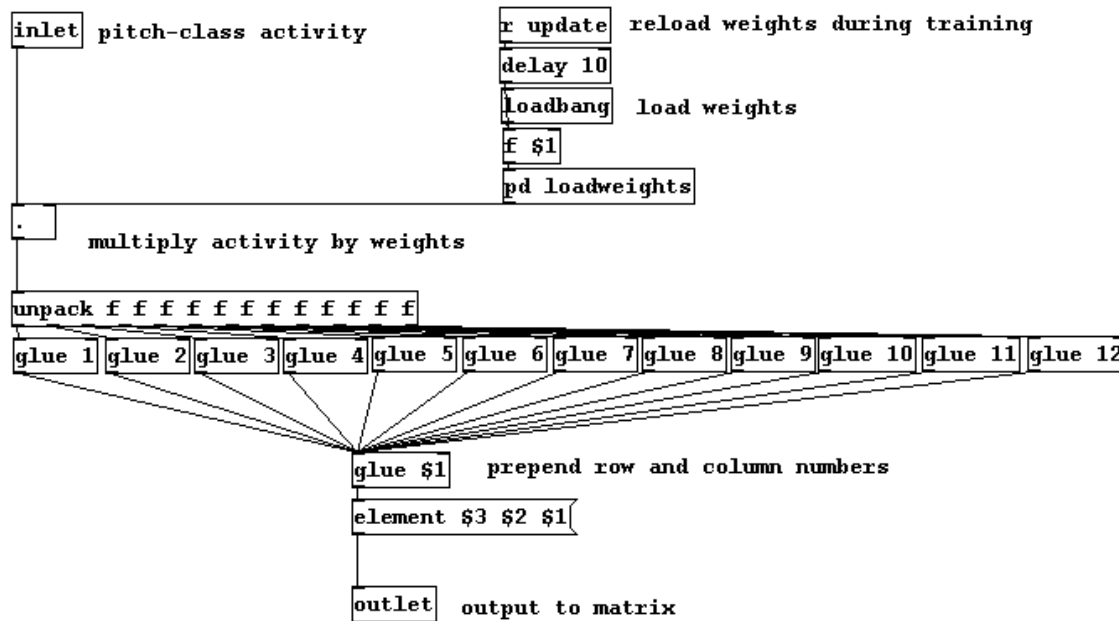 inlet pitch-class activity
r update reload weights during training
delay 10
loadbang load weights
f $1
pd loadweights
.
multiply activity by weights
unpack f f f f f f f f f f f f
glue 1 glue 2 glue 3 glue 4 glue 5 glue 6 glue 7 glue 8 glue 9 glue 10 glue 11 glue 12
glue $1 prepend row and column numbers
element $3 $2 $1
outlet output to matrix